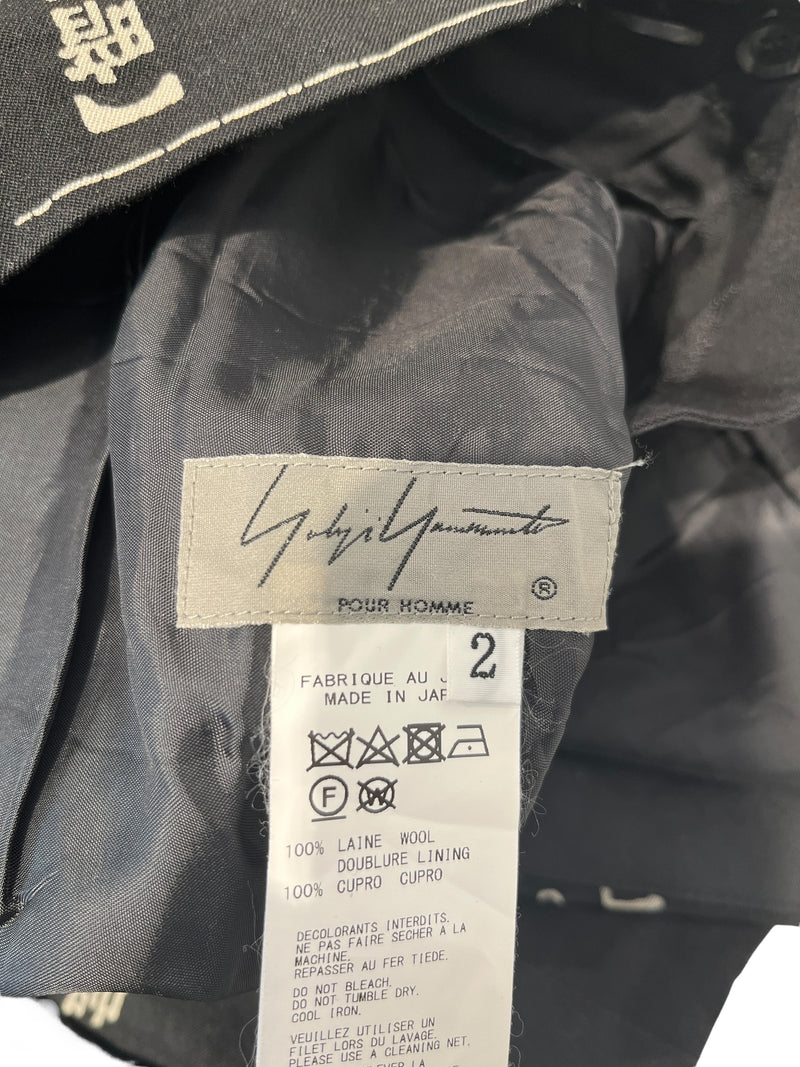 】
Yohji Yamamoto
®
POUR HOMME
2
FABRIQUE AU
MADE IN JAP
F
W
100% LAINE WOOL
DOUBLURE LINING
100% CUPRO CUPRO
DECOLORANTS INTERDITS.
NE PAS FAIRE SECHER A LA
MACHINE.
REPASSER AU FER TIEDE.
DO NOT BLEACH.
DO NOT TUMBLE DRY.
COOL IRON.
VEUILLEZ UTILISER UN
FILET LORS DU LAVAGE.
PLEASE USE A CLEANING NET.
LA